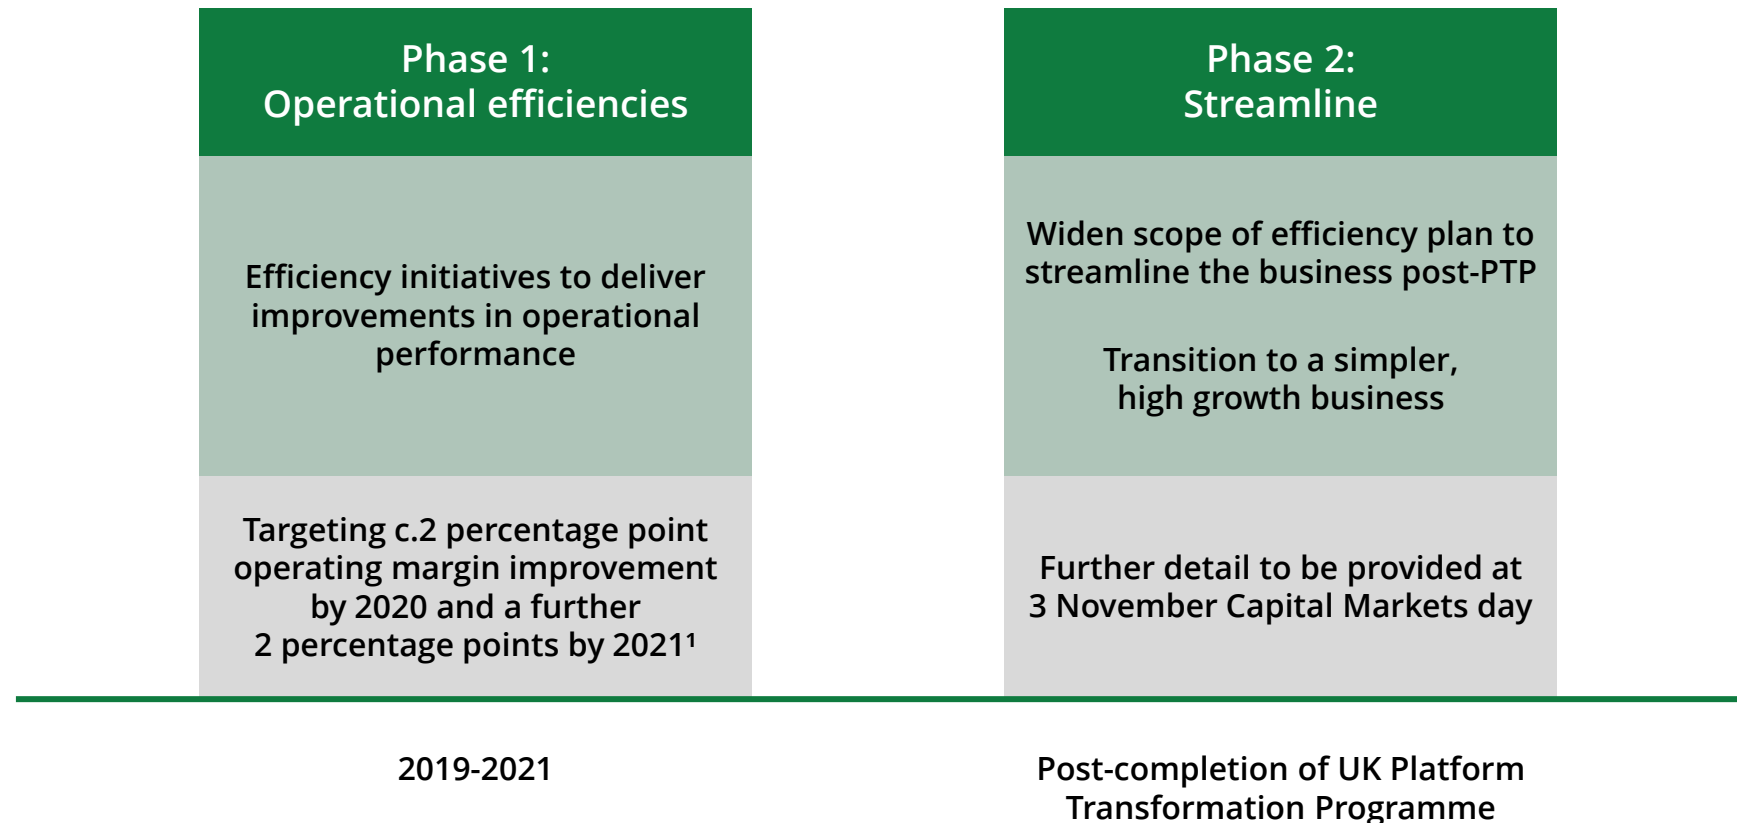 Phase 1:
Operational efficiencies
Efficiency initiatives to deliver
improvements in operational
performance
Targeting c.2 percentage point
operating margin improvement
by 2020 and a further
2 percentage points by 2021¹
2019-2021
Phase 2:
Streamline
Widen scope of efficiency plan to
streamline the business post-PTP
Transition to a simpler,
high growth business
Further detail to be provided at
3 November Capital Markets day
Post-completion of UK Platform
Transformation Programme